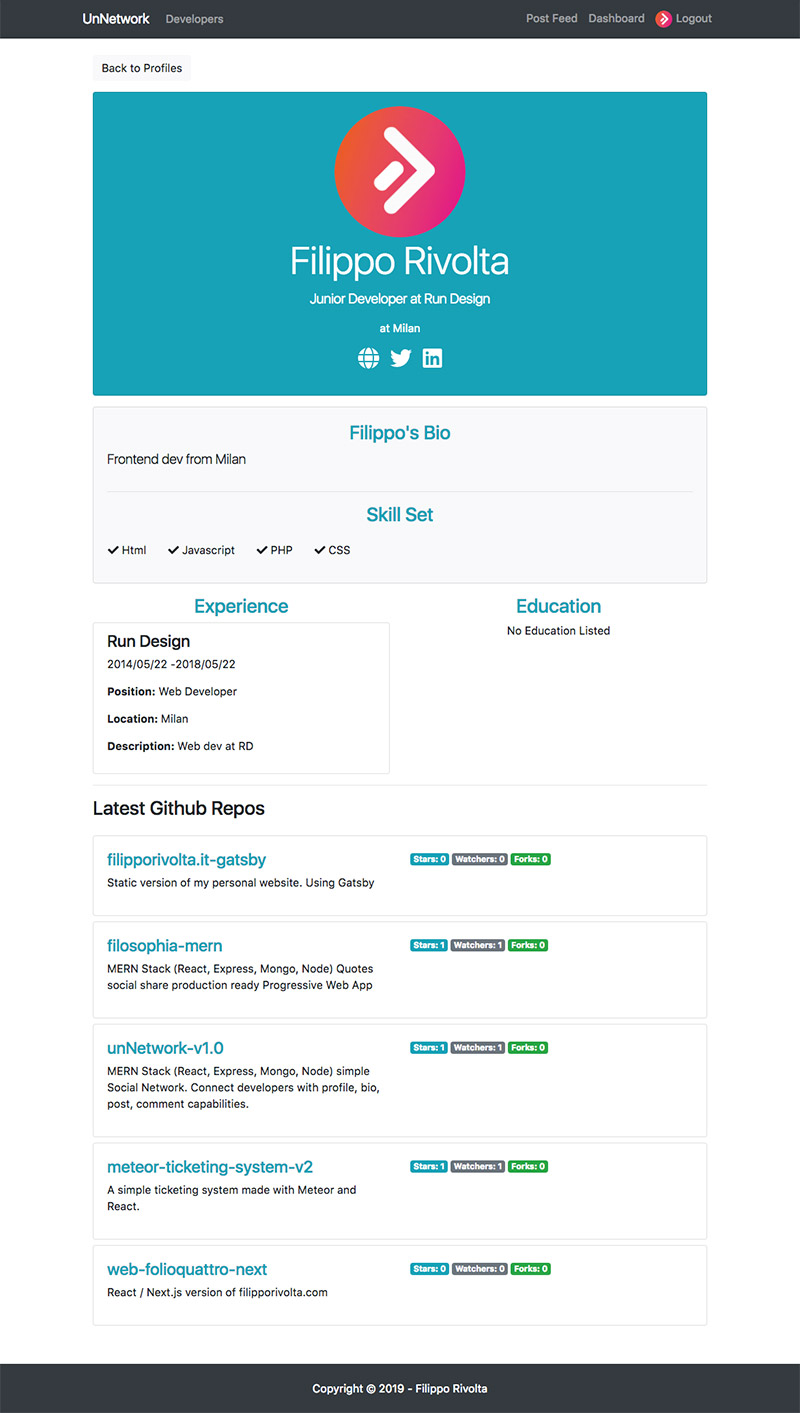 UnNetwork Developers Post Feed Dashboard Logout
Back to Profiles
Filippo Rivolta
Junior Developer at Run Design
at Milan
Filippo's Bio
Frontend dev from Milan
Skill Set
Html Javascript PHP CSS
Experience
Run Design
2014/05/22 -2018/05/22
Position: Web Developer
Location: Milan
Description: Web dev at RD
Education
No Education Listed
Latest Github Repos
filipporivolta.it-gatsby
Stars: 0 Watchers: 0 Forks: 0
Static version of my personal website. Using Gatsby
filosophia-mern
Stars: 1 Watchers: 1 Forks: 0
MERN Stack (React, Express, Mongo, Node) Quotes
social share production ready Progressive Web App
unNetwork-v1.0
Stars: 1 Watchers: 1 Forks: 0
MERN Stack (React, Express, Mongo, Node) simple
Social Network. Connect developers with profile, bio,
post, comment capabilities.
meteor-ticketing-system-v2
Stars: 1 Watchers: 1 Forks: 0
A simple ticketing system made with Meteor and
React.
web-folioquattro-next
Stars: 0 Watchers: 0 Forks: 0
React / Next.js version of filipporivolta.com
Copyright © 2019 - Filippo Rivolta